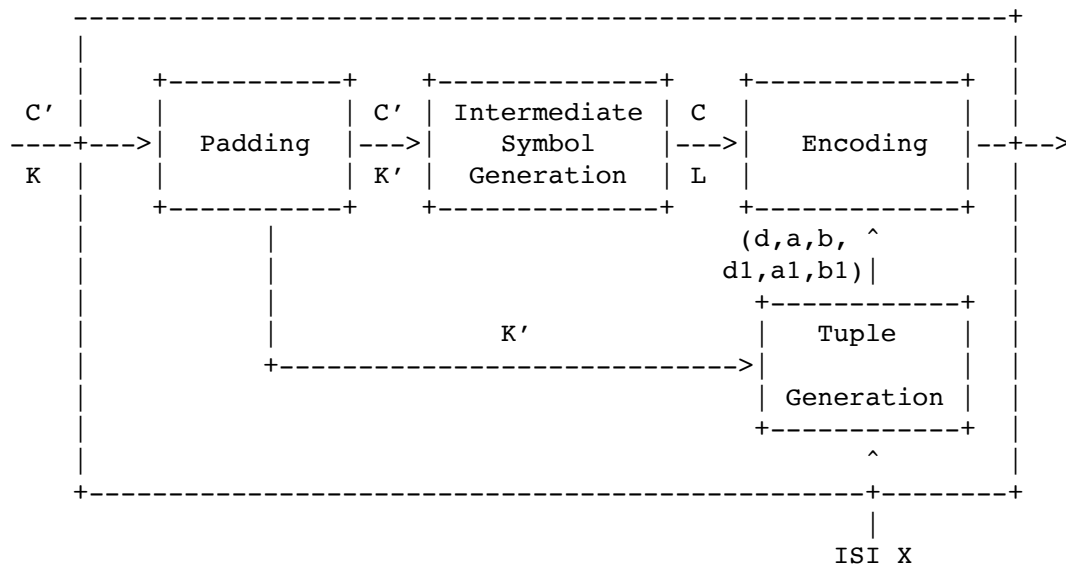 C' C' Intermediate C
Padding Symbol Encoding
K K' Generation L
(d,a,b,
d1,a1,b1)
K′ Tuple
Generation
ISI X